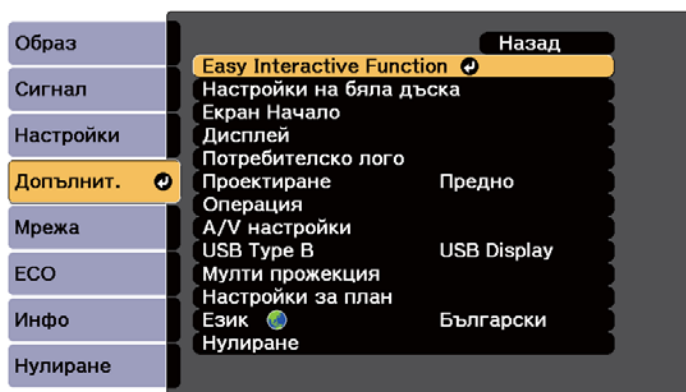 Образ
Сигнал
Настройки
Допълнит.
Мрежа
ECO
Инфо
Нулиране
Назад
Easy Interactive Function
Настройки на бяла дъска
Екран Начало
Дисплей
Потребителско лого
Проектиране Предно
Операция
A/V настройки
USB Type B USB Display
Мулти прожекция
Настройки за план
Език Български
Нулиране